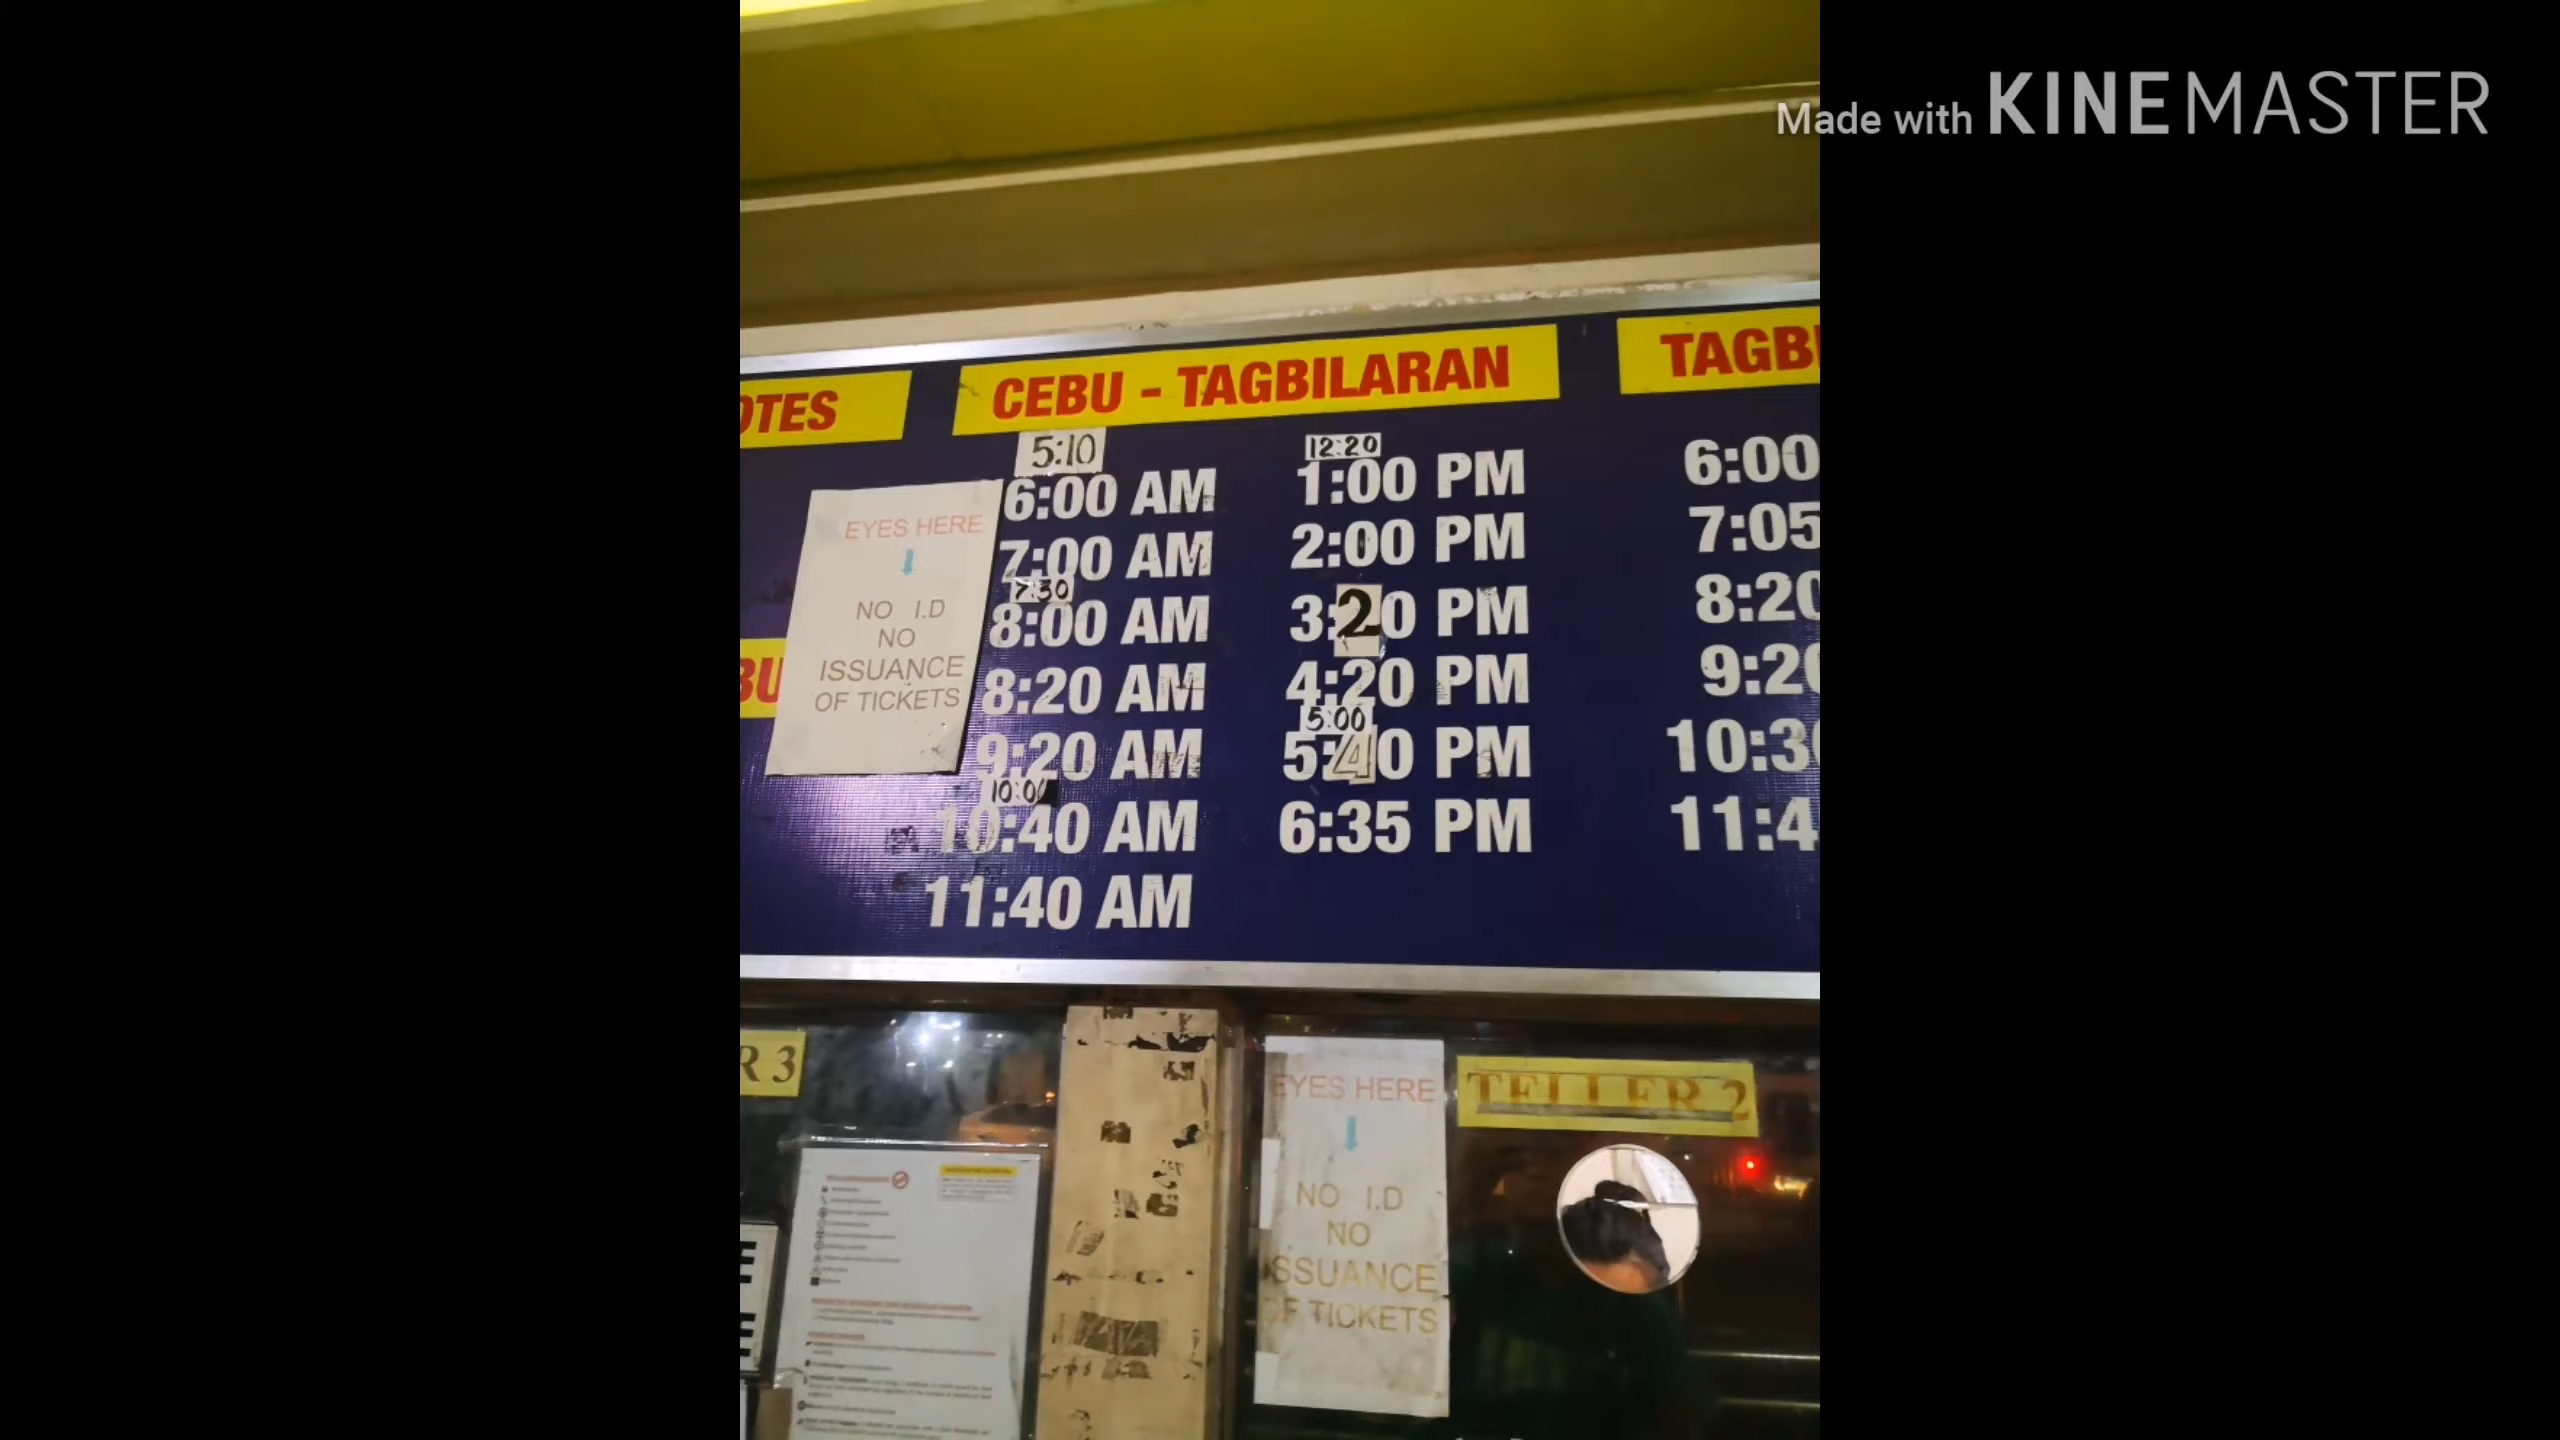 Made with KINEMASTER
OTES
CEBU - TAGBILARAN
TAGBI
5:10
6:00 AM
7:00 AM
7:30
8:00 AM
8:20 AM
9:20 AM
10:00
10:40 AM
11:40 AM
12:20
1:00 PM
2:00 PM
3:20 PM
4:20 PM
5:00
5:40 PM
6:35 PM
6:00
7:05
8:20
9:20
10:30
11:4
BU
EYES HERE
NO I.D
NO
ISSUANCE
OF TICKETS
R 3
EYES HERE
NO I.D
NO
ISSUANCE
OF TICKETS
TELLER 2
E
E